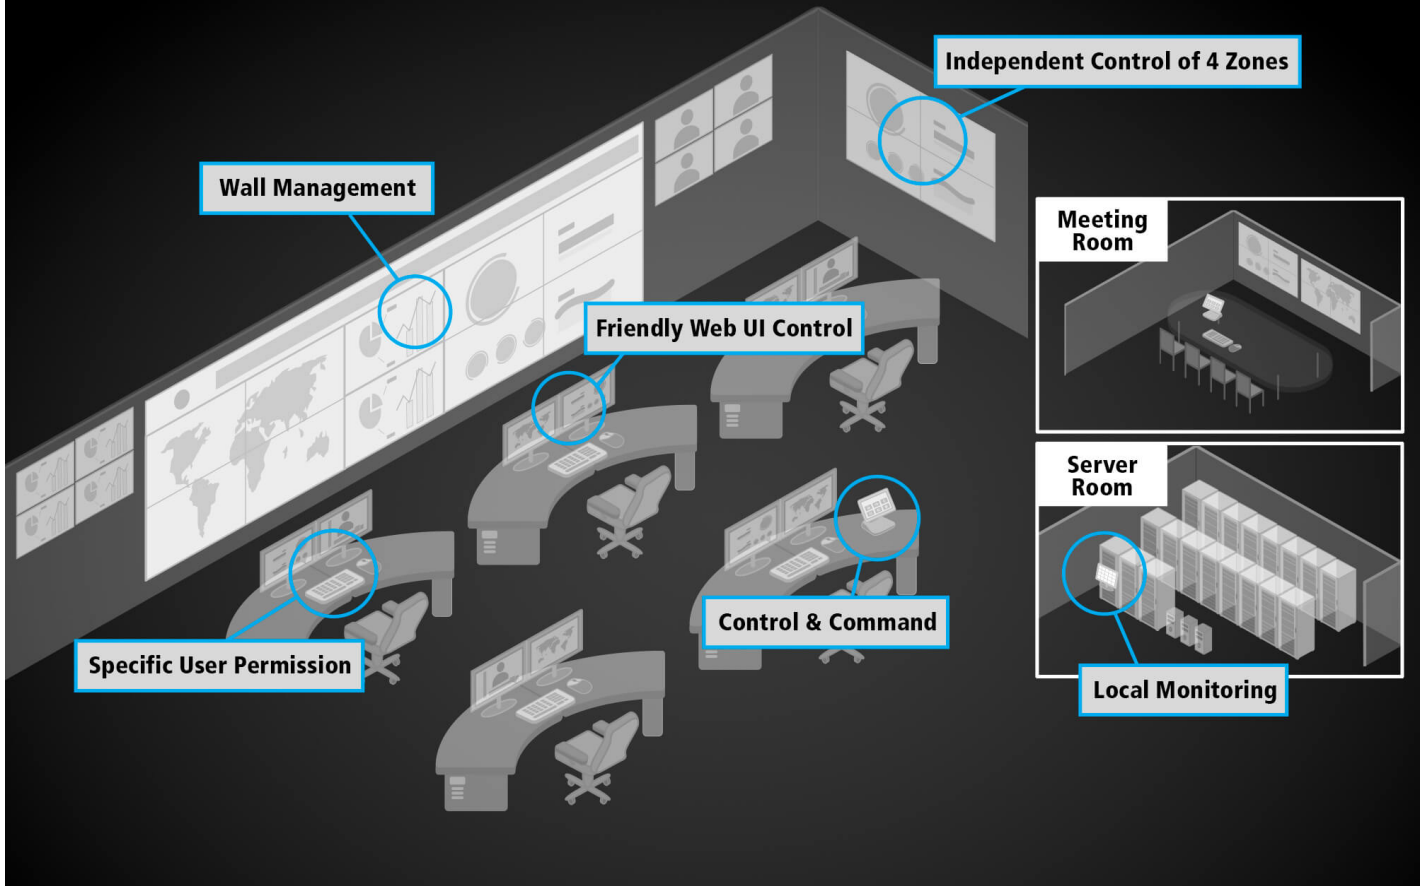 Independent Control of 4 Zones
Wall Management
Meeting
Room
Friendly Web UI Control
Server
Room
Control & Command
Specific User Permission
Local Monitoring